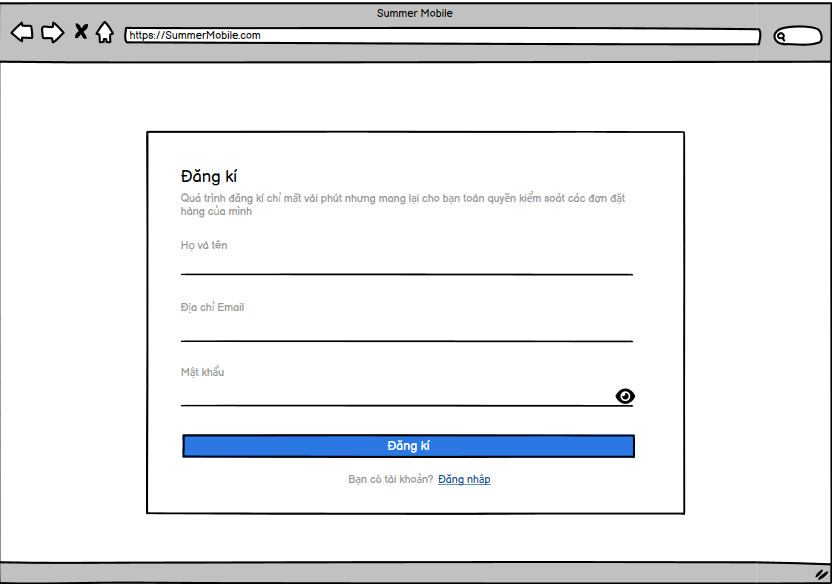 Summer Mobile
https://SummerMobile.com
Đăng kí
Quá trình đăng kí chỉ mất vài phút nhưng mang lại cho bạn toàn quyền kiểm soát các đơn đặt
hàng của mình
Họ và tên
Địa chỉ Email
Mật khẩu
Đăng kí
Bạn có tài khoản? Đăng nhập